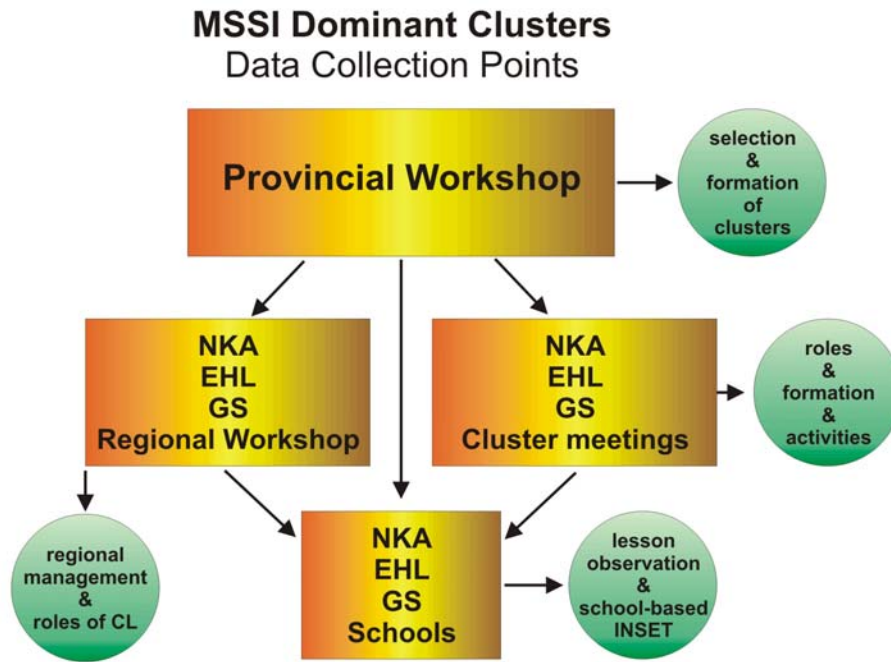 MSSI Dominant Clusters
Data Collection Points
Provincial Workshop
selection
&
formation
of
clusters
NKA
EHL
GS
Regional Workshop
NKA
EHL
GS
Cluster meetings
roles
&
formation
&
activities
regional
management
&
roles of CL
NKA
EHL
GS
Schools
lesson
observation
&
school-based
INSET